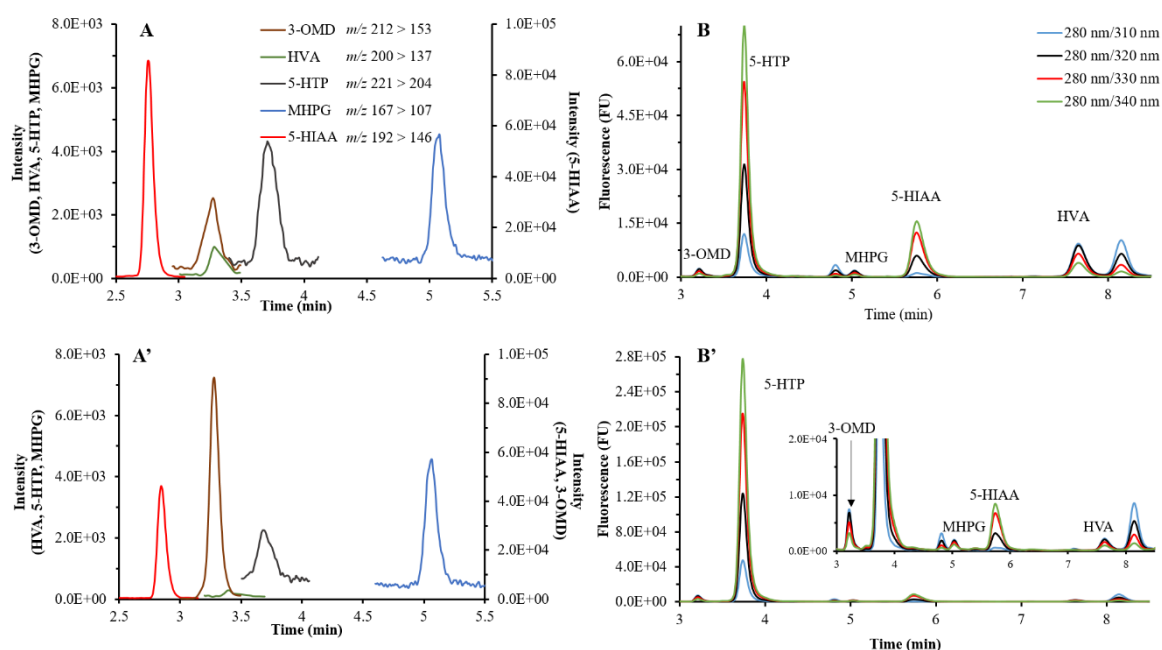 A
3-OMD m/z 212 > 153
HVA m/z 200 > 137
5-HTP m/z 221 > 204
MHPG m/z 167 > 107
5-HIAA m/z 192 > 146
Intensity
(3-OMD, HVA, 5-HTP, MHPG)
8.0E+03
6.0E+03
4.0E+03
2.0E+03
0.0E+00
1.0E+05
8.0E+04
6.0E+04
4.0E+04
2.0E+04
0.0E+00
Intensity (5-HIAA)
2.5 3 3.5 4 4.5 5 5.5
Time (min)
B
280 nm/310 nm
280 nm/320 nm
280 nm/330 nm
280 nm/340 nm
Fluorescence (FU)
6.0E+04
4.5E+04
3.0E+04
1.5E+04
0.0E+00
5-HTP
5-HIAA
HVA
3-OMD
MHPG
3 4 5 6 7 8
Time (min)
A'
Intensity
(HVA, 5-HTP, MHPG)
8.0E+03
6.0E+03
4.0E+03
2.0E+03
0.0E+00
1.0E+05
8.0E+04
6.0E+04
4.0E+04
2.0E+04
0.0E+00
Intensity
(5-HIAA, 3-OMD)
2.5 3 3.5 4 4.5 5 5.5
Time (min)
B'
Fluorescence (FU)
2.8E+05
2.4E+05
2.0E+05
1.6E+05
1.2E+05
8.0E+04
4.0E+04
0.0E+00
5-HTP
3-OMD
2.0E+04
1.0E+04
0.0E+00
5-HIAA
MHPG
HVA
3 4 5 6 7 8
3 4 5 6 7 8
Time (min)